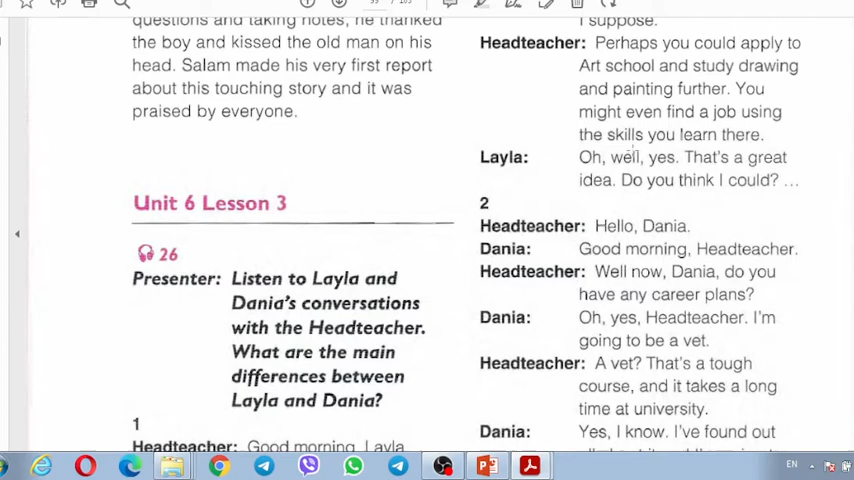 99 / 103
questions and taking notes, he thanked
the boy and kissed the old man on his
head. Salam made his very first report
about this touching story and it was
praised by everyone.
Unit 6 Lesson 3
26
Presenter: Listen to Layla and
Dania's conversations
with the Headteacher.
What are the main
differences between
Layla and Dania?
1
Headteacher: Good morning, Layla
I suppose.
Headteacher: Perhaps you could apply to
Art school and study drawing
and painting further. You
might even find a job using
the skills you learn there.
Layla: Oh, well, yes. That's a great
idea. Do you think I could? ...
2
Headteacher: Hello, Dania.
Dania: Good morning, Headteacher.
Headteacher: Well now, Dania, do you
have any career plans?
Dania: Oh, yes, Headteacher. I'm
going to be a vet.
Headteacher: A vet? That's a tough
course, and it takes a long
time at university.
Dania: Yes, I know. I've found out
EN